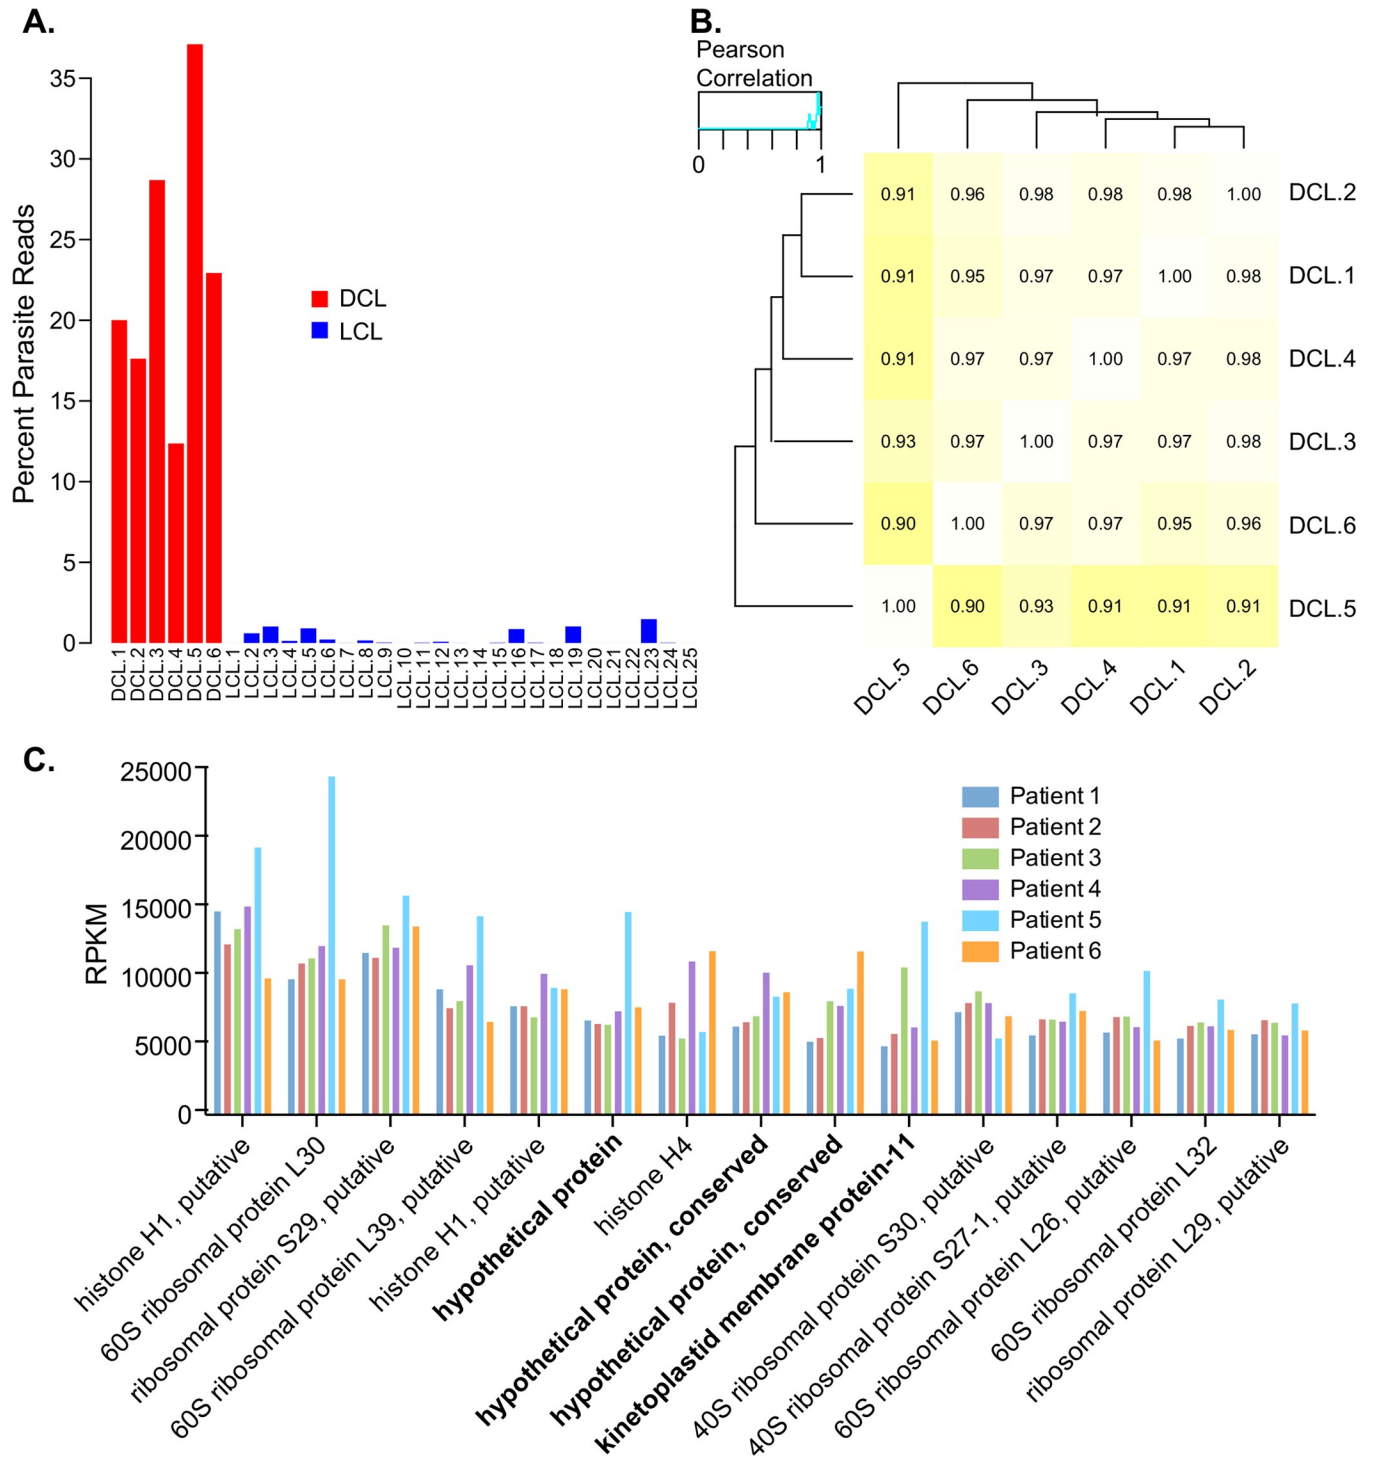 A.
Percent Parasite Reads
35
30
25
20
15
10
5
0
DCL
LCL
DCL.1
DCL.2
DCL.3
DCL.4
DCL.5
DCL.6
LCL.1
LCL.2
LCL.3
LCL.4
LCL.5
LCL.6
LCL.7
LCL.8
LCL.9
LCL.10
LCL.11
LCL.12
LCL.13
LCL.14
LCL.15
LCL.16
LCL.17
LCL.18
LCL.19
LCL.20
LCL.21
LCL.22
LCL.23
LCL.24
LCL.25
B.
Pearson
Correlation
0 1
0.91 0.96 0.98 0.98 0.98 1.00 DCL.2
0.91 0.95 0.97 0.97 1.00 0.98 DCL.1
0.91 0.97 0.97 1.00 0.97 0.98 DCL.4
0.93 0.97 1.00 0.97 0.97 0.98 DCL.3
0.90 1.00 0.97 0.97 0.95 0.96 DCL.6
1.00 0.90 0.93 0.91 0.91 0.91 DCL.5
DCL.5
DCL.6
DCL.3
DCL.4
DCL.1
DCL.2
C.
RPKM
25000
20000
15000
10000
5000
0
Patient 1
Patient 2
Patient 3
Patient 4
Patient 5
Patient 6
histone H1, putative
60S ribosomal protein L30
ribosomal protein S29, putative
60S ribosomal protein L39, putative
histone H1, putative
hypothetical protein
histone H4
hypothetical protein, conserved
hypothetical protein, conserved
kinetoplastid membrane protein-11
40S ribosomal protein S30, putative
40S ribosomal protein S27-1, putative
60S ribosomal protein L26, putative
60S ribosomal protein L32
ribosomal protein L29, putative